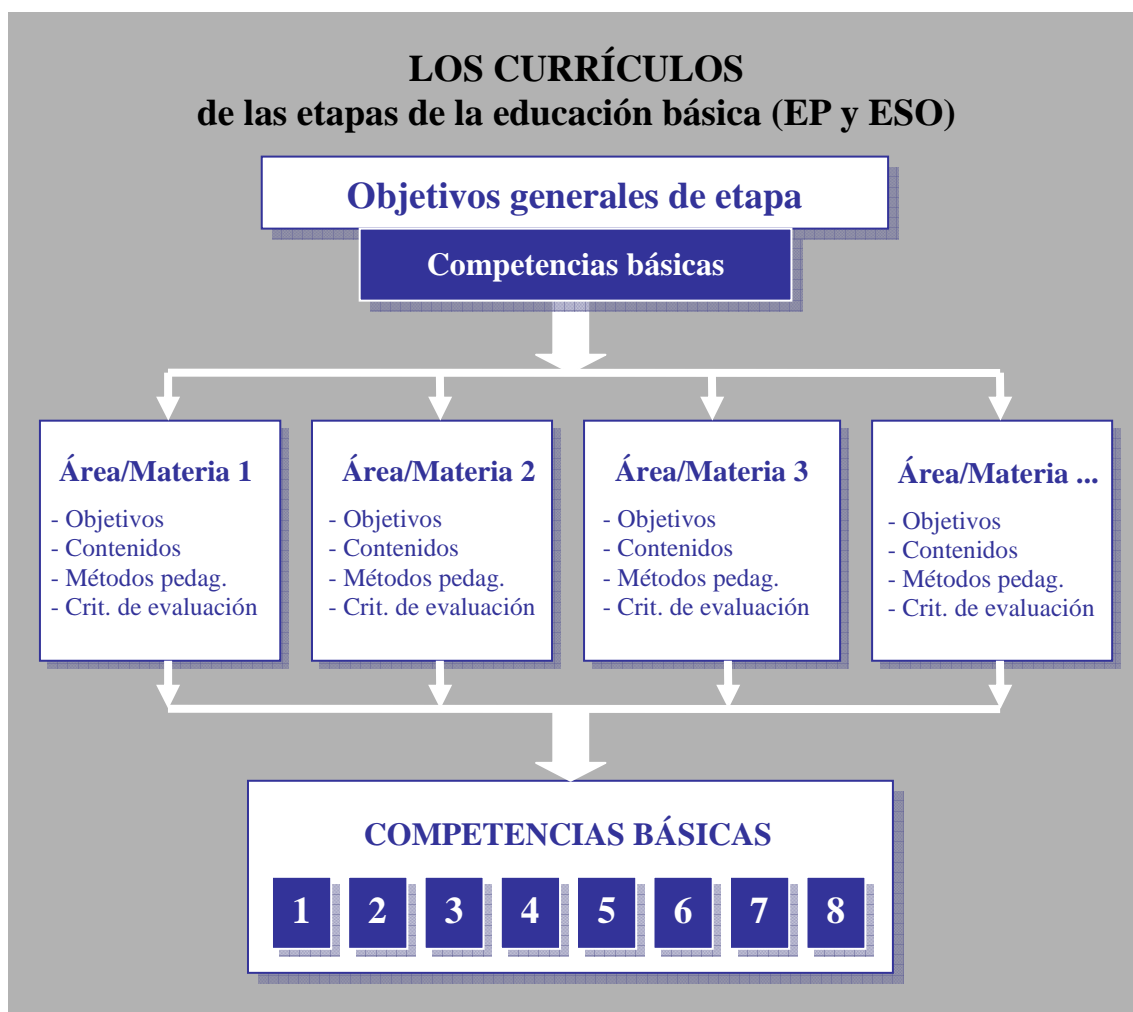 LOS CURRÍCULOS
de las etapas de la educación básica (EP y ESO)
Objetivos generales de etapa
Competencias básicas
Área/Materia 1
- Objetivos
- Contenidos
- Métodos pedag.
- Crit. de evaluación
Área/Materia 2
- Objetivos
- Contenidos
- Métodos pedag.
- Crit. de evaluación
Área/Materia 3
- Objetivos
- Contenidos
- Métodos pedag.
- Crit. de evaluación
Área/Materia ...
- Objetivos
- Contenidos
- Métodos pedag.
- Crit. de evaluación
COMPETENCIAS BÁSICAS
1 2 3 4 5 6 7 8